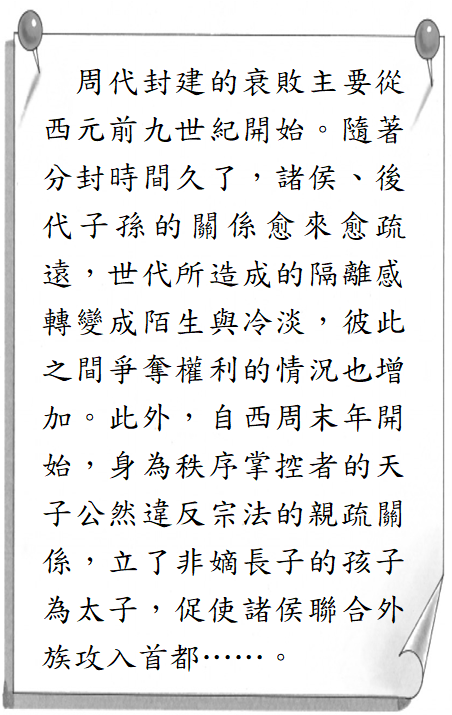 周代封建的衰敗主要從
西元前九世紀開始。隨著
分封時間久了，諸侯、後
代子孫的關係愈來愈疏
遠，世代所造成的隔離感
轉變成陌生與冷淡，彼此
之間爭奪權利的情況也增
加。此外，自西周末年開
始，身為秩序掌控者的天
子公然違反宗法的親疏關
係，立了非嫡長子的孩子
為太子，促使諸侯聯合外
族攻入首都……。